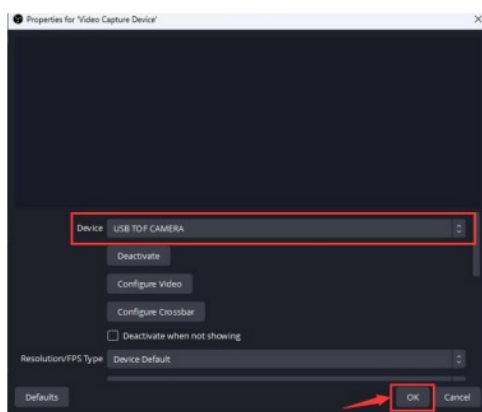 Properties for 'Video Capture Device'
Device USB TOF CAMERA
Deactivate
Configure Video
Configure Crossbar
Deactivate when not showing
Resolution/FPS Type Device Default
Defaults OK Cancel